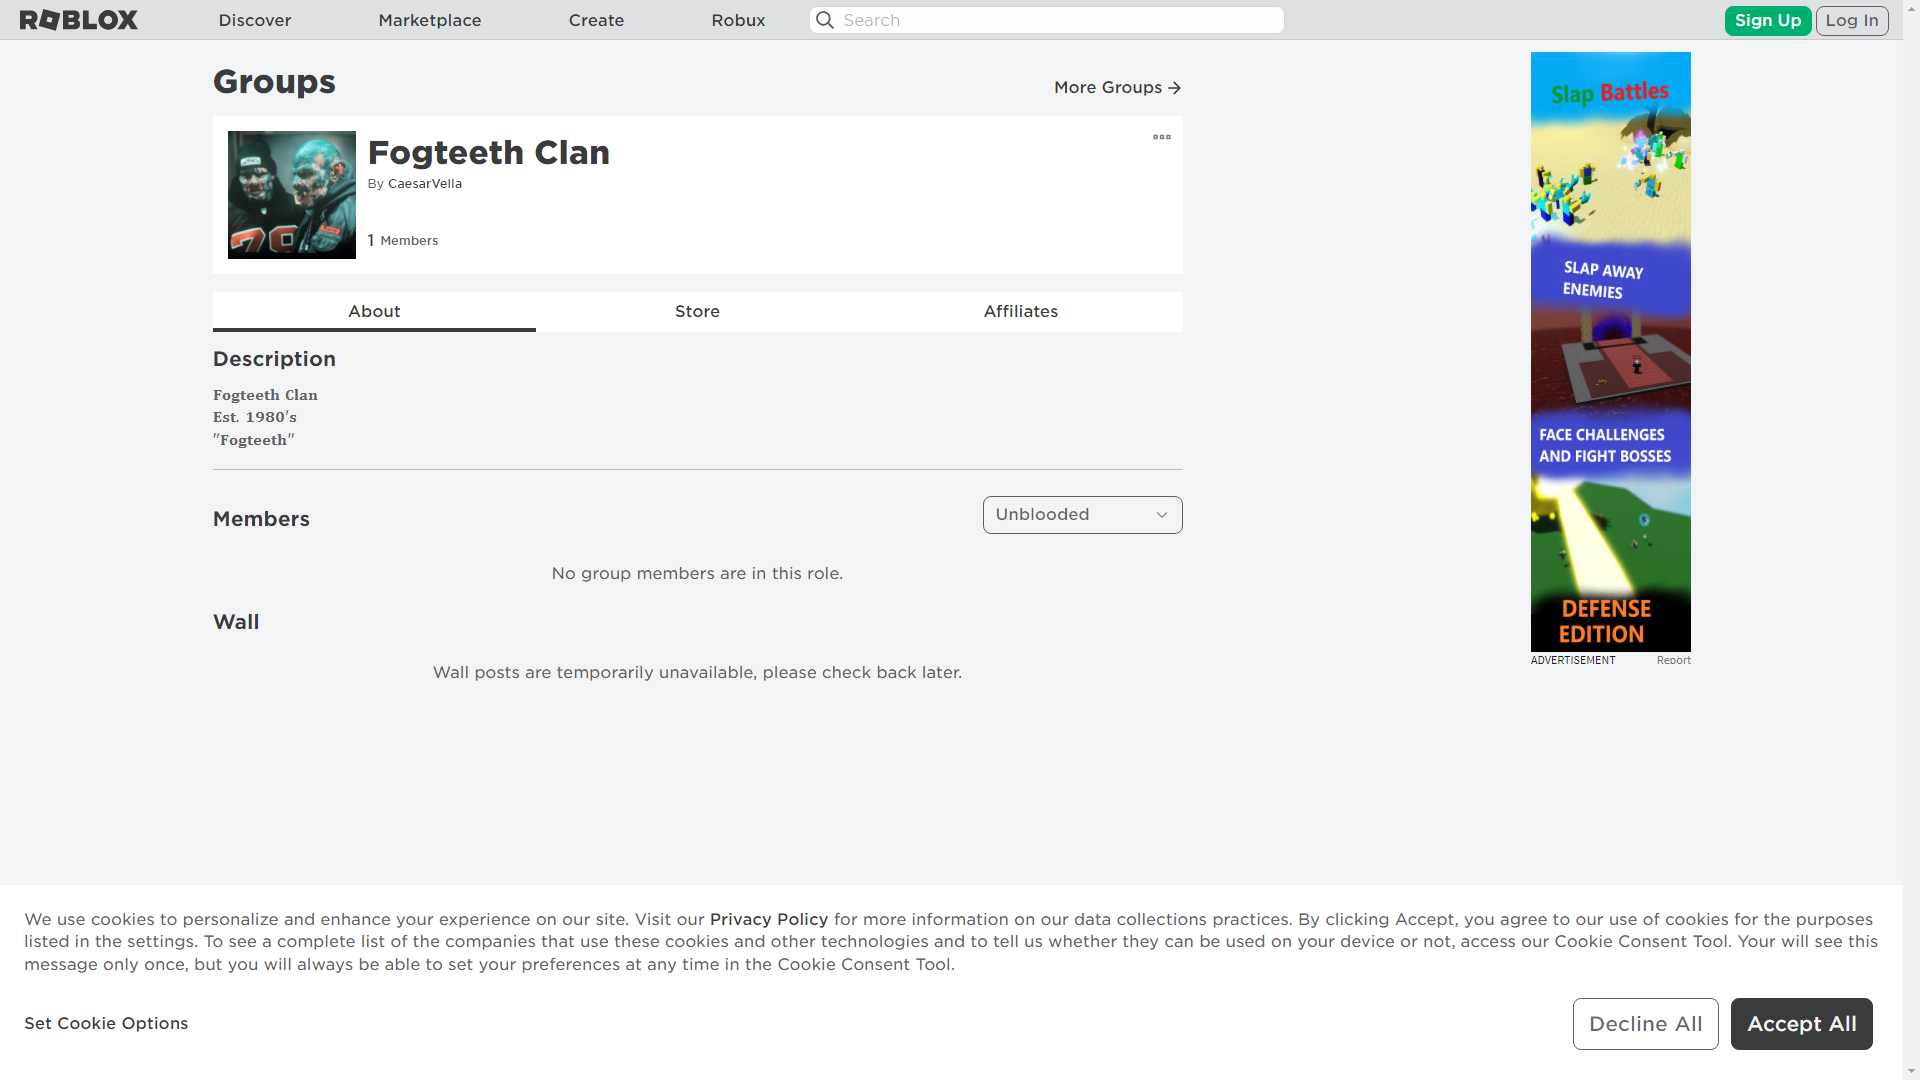 ROBLOX
Discover
Marketplace
Create
Robux
Search
Sign Up
Log In
Groups
More Groups
Fogteeth Clan
By CaesarVella
1 Members
About
Store
Affiliates
Description
Fogteeth Clan
Est. 1980's
"Fogteeth"
Members
Unblooded
No group members are in this role.
Wall
Wall posts are temporarily unavailable, please check back later.
Slap Battles
SLAP AWAY
ENEMIES
FACE CHALLENGES
AND FIGHT BOSSES
DEFENSE
EDITION
ADVERTISEMENT
Report
We use cookies to personalize and enhance your experience on our site. Visit our Privacy Policy for more information on our data collections practices. By clicking Accept, you agree to our use of cookies for the purposes
listed in the settings. To see a complete list of the companies that use these cookies and other technologies and to tell us whether they can be used on your device or not, access our Cookie Consent Tool. Your will see this
message only once, but you will always be able to set your preferences at any time in the Cookie Consent Tool.
Set Cookie Options
Decline All
Accept All